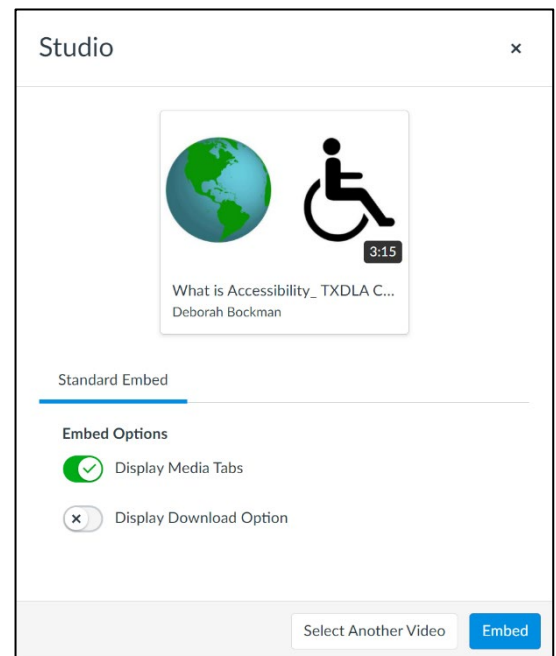 Studio
3:15
What is Accessibility_ TXDLA C...
Deborah Bockman
Standard Embed
Embed Options
Display Media Tabs
Display Download Option
Select Another Video
Embed